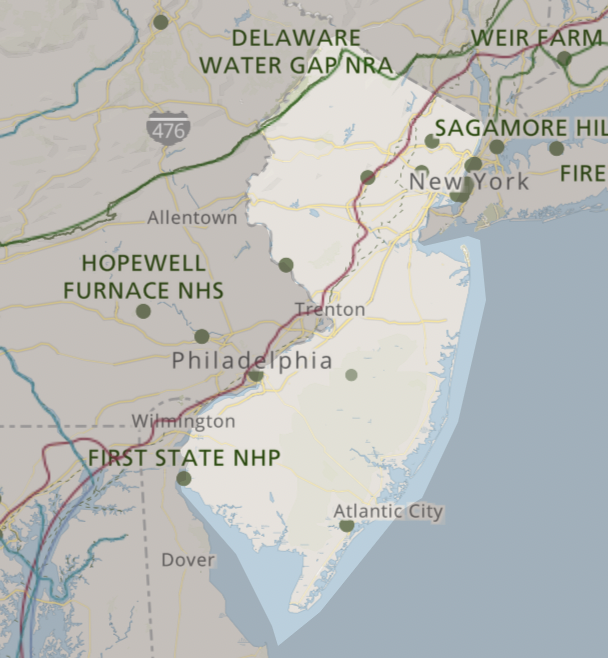 DELAWARE
WATER GAP NRA
WEIR FARM
476
SAGAMORE HIL
New York
FIRE
Allentown
HOPEWELL
FURNACE NHS
Trenton
Philadelphia
Wilmington
FIRST STATE NHP
Atlantic City
Dover